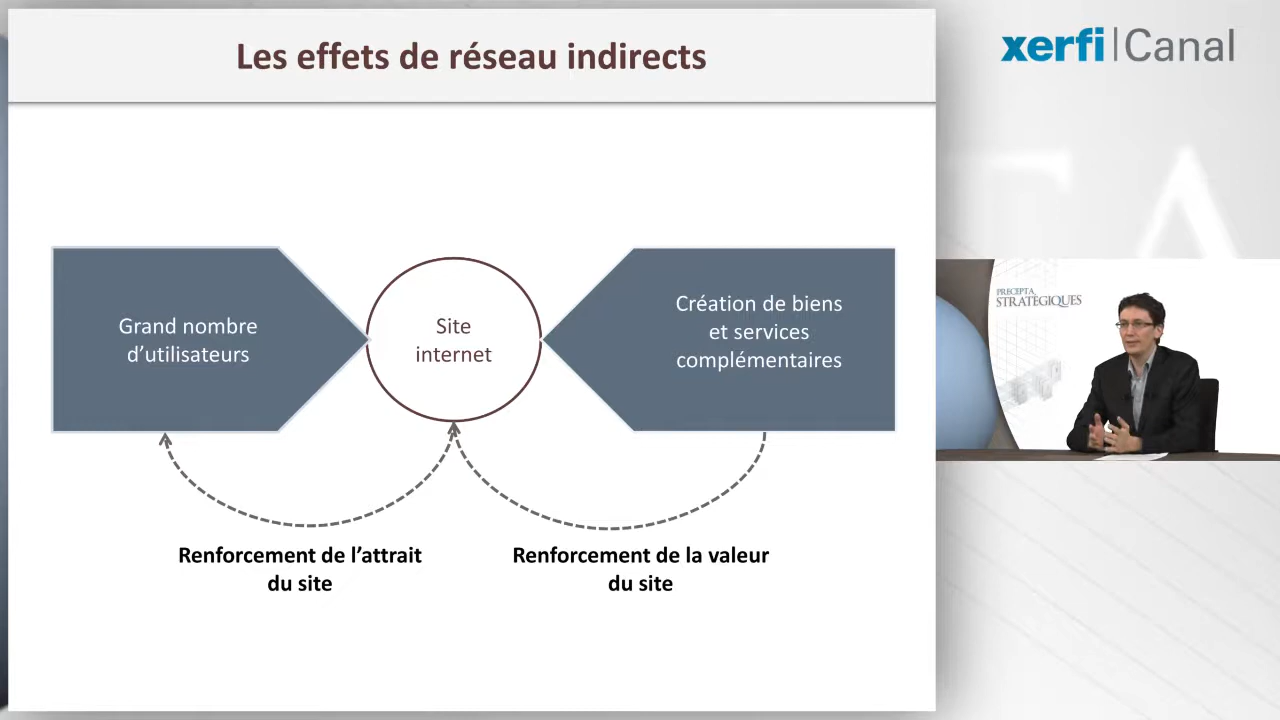 Les effets de réseau indirects
xerfi Canal
Grand nombre
d’utilisateurs
Site
internet
Création de biens
et services
complémentaires
PRECEPTA
STRATÉGIQUES
Renforcement de l’attrait
du site
Renforcement de la valeur
du site